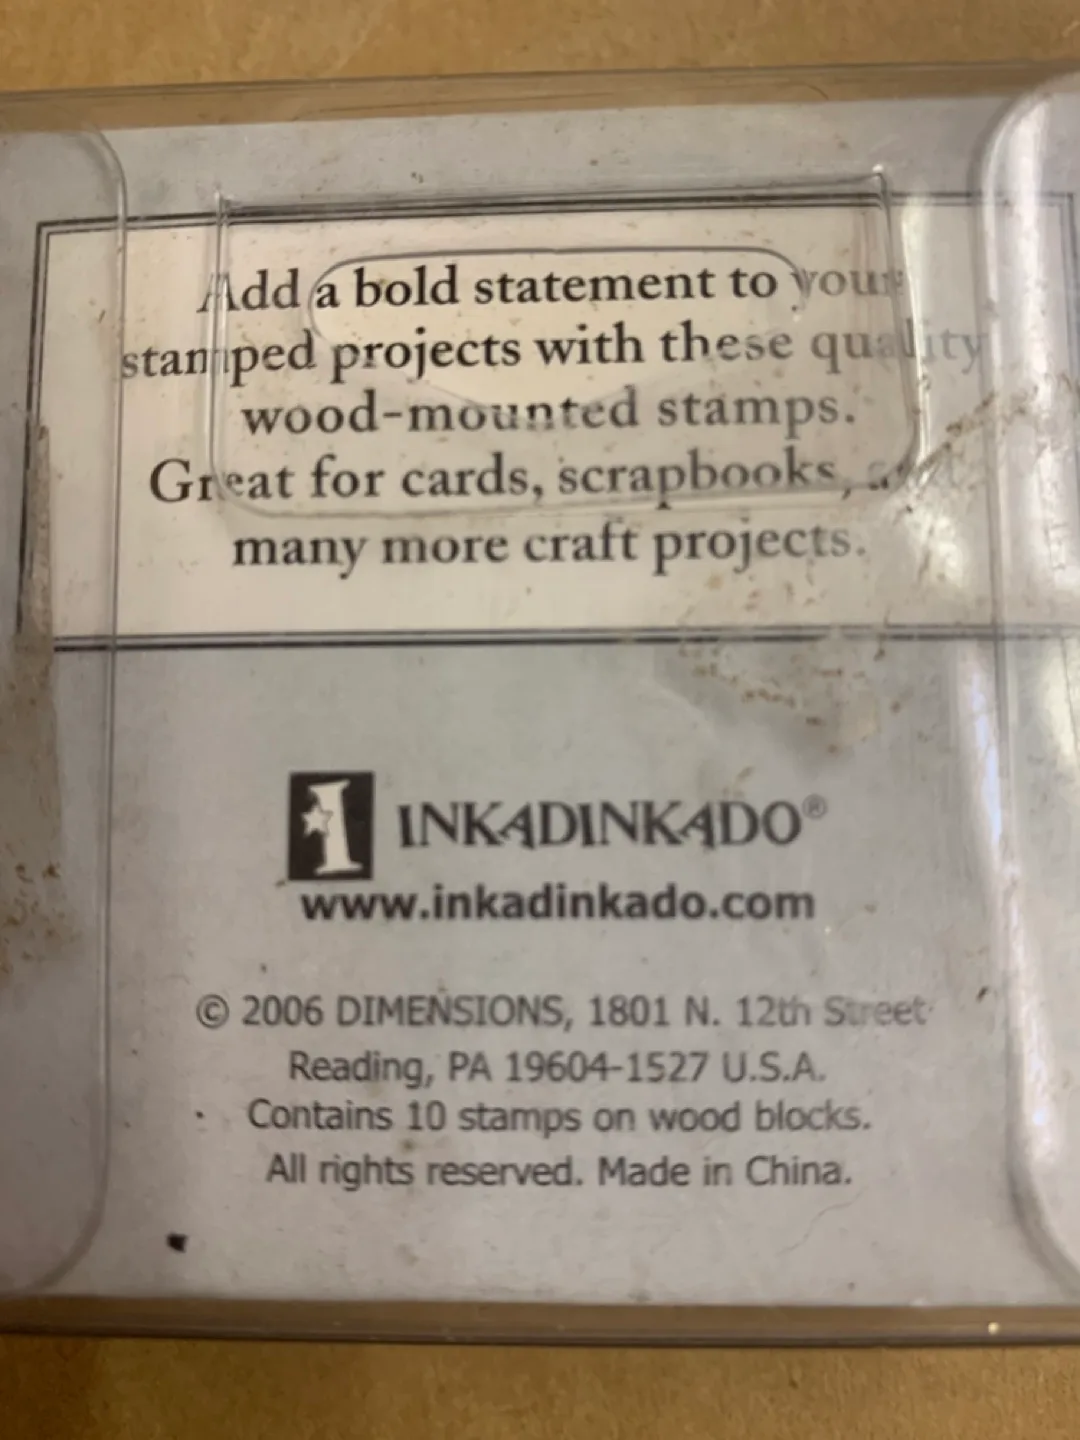 Add a bold statement to your
stamped projects with these quality
wood-mounted stamps.
Great for cards, scrapbooks,
many more craft projects.
INKADINKADO®
www.inkadinkado.com
© 2006 DIMENSIONS, 1801 N. 12th Street
Reading, PA 19604-1527 U.S.A.
Contains 10 stamps on wood blocks.
All rights reserved. Made in China.